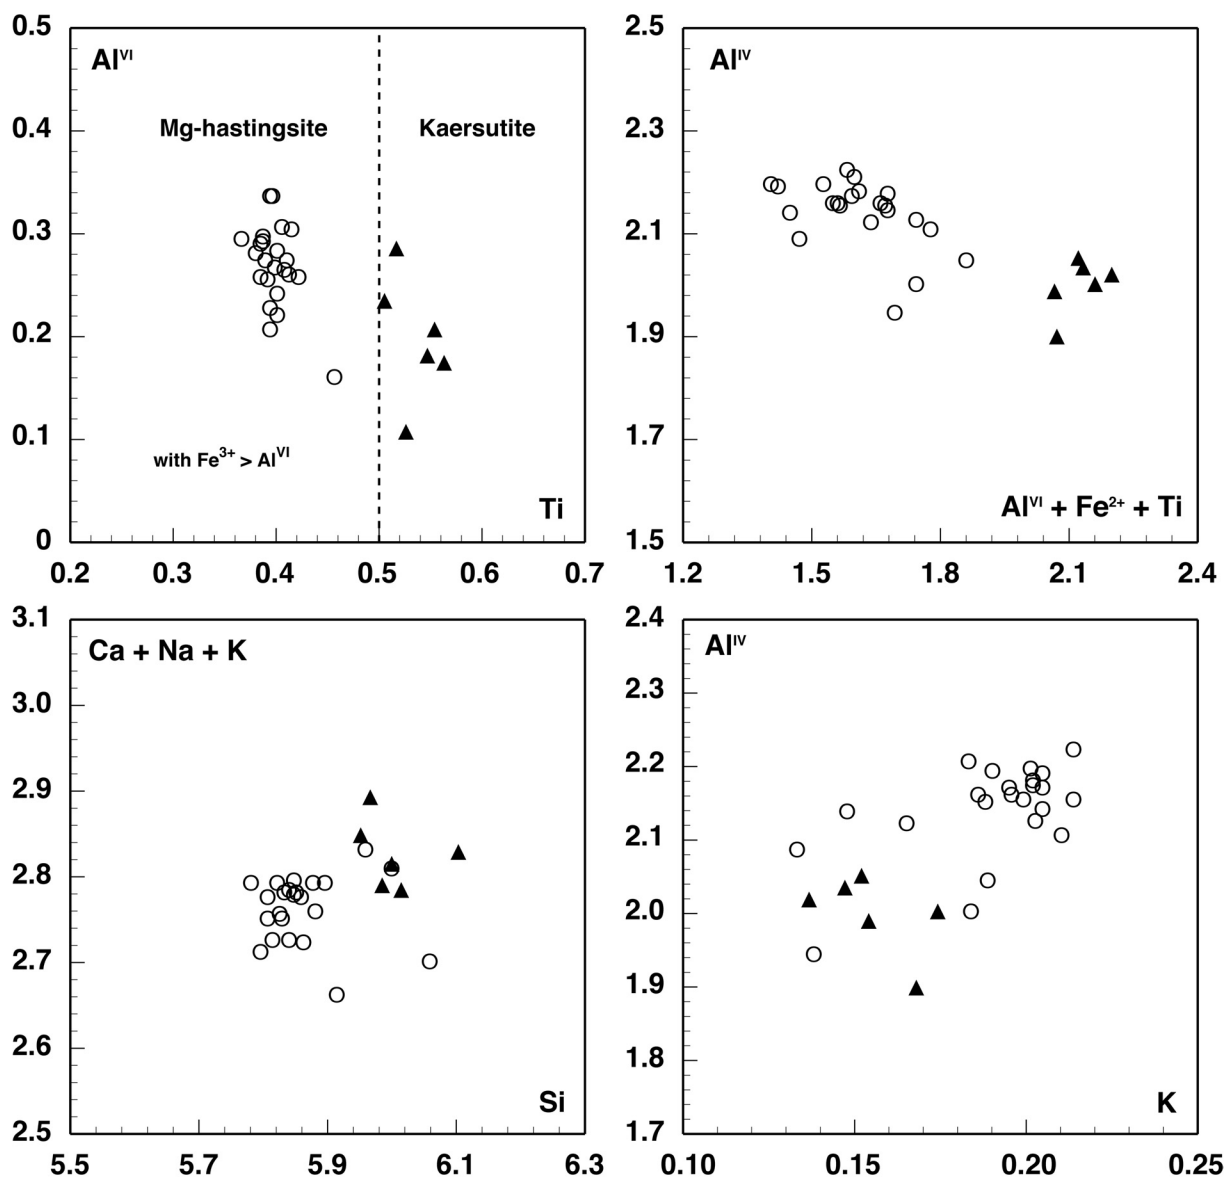 0.5
Al^VI
0.4
Mg-hastingsite
Kaersutite
0.3
0.2
0.1
with Fe^3+ > Al^VI
Ti
0
0.2 0.3 0.4 0.5 0.6 0.7
2.5
Al^IV
2.3
2.1
1.9
1.7
Al^VI + Fe^2+ + Ti
1.5
1.2 1.5 1.8 2.1 2.4
3.1
Ca + Na + K
3.0
2.9
2.8
2.7
2.6
Si
2.5
5.5 5.7 5.9 6.1 6.3
2.4
Al^IV
2.3
2.2
2.1
2.0
1.9
1.8
K
1.7
0.10 0.15 0.20 0.25